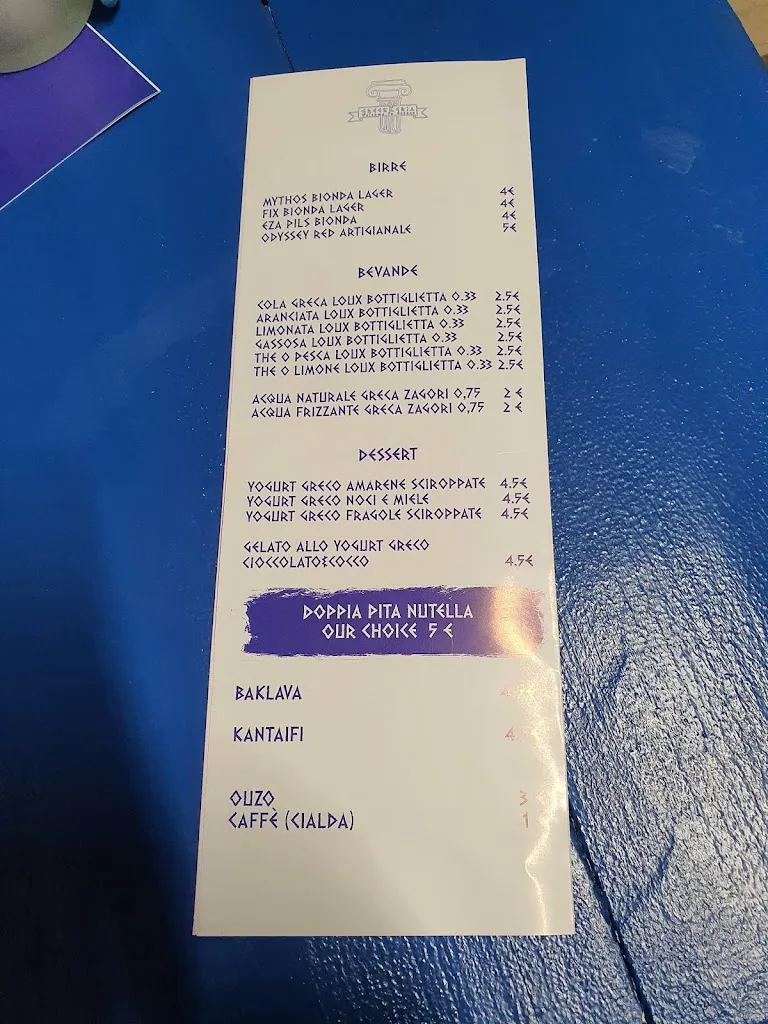 BIRRE
MYTHOS BIONDA LAGER 4€
FIX BIONDA LAGER 4€
EZA PILS BIONDA 4€
ODYSSEY RED ARTIGIANALE 5€
BEVANDE
COLA GRECA LOUX BOTTIGLIETTA 0.33 2.5€
ARANCIATA LOUX BOTTIGLIETTA 0.33 2.5€
LIMONATA LOUX BOTTIGLIETTA 0.33 2.5€
GASSOSA LOUX BOTTIGLIETTA 0.33 2.5€
THE O PESCA LOUX BOTTIGLIETTA 0.33 2.5€
THE O LIMONE LOUX BOTTIGLIETTA 0.33 2.5€
ACQUA NATURALE GRECA ZAGORI 0,75 2 €
ACQUA FRIZZANTE GRECA ZAGORI 0,75 2 €
DESSERT
YOGURT GRECO AMARENE SCIROPPATE 4.5€
YOGURT GRECO NOCI E MIELE 4.5€
YOGURT GRECO FRAGOLE SCIROPPATE 4.5€
GELATO ALLO YOGURT GRECO
CIOCCOLATO&COCCO 4.5€
DOPPIA PITA NUTELLA
OUR CHOICE 5 €
BAKLAVA
KANTAIFI
OUZO 3 €
CAFFÈ (CIALDA) 1